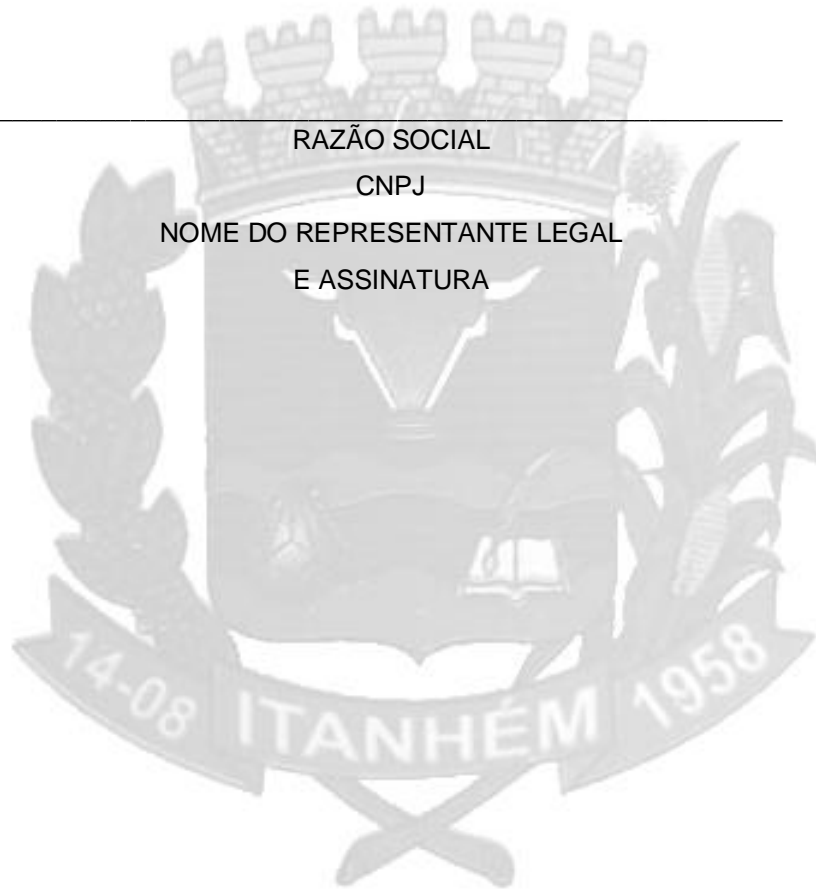 RAZÃO SOCIAL
CNPJ
NOME DO REPRESENTANTE LEGAL
E ASSINATURA
14-08 ITANHÉM 1958